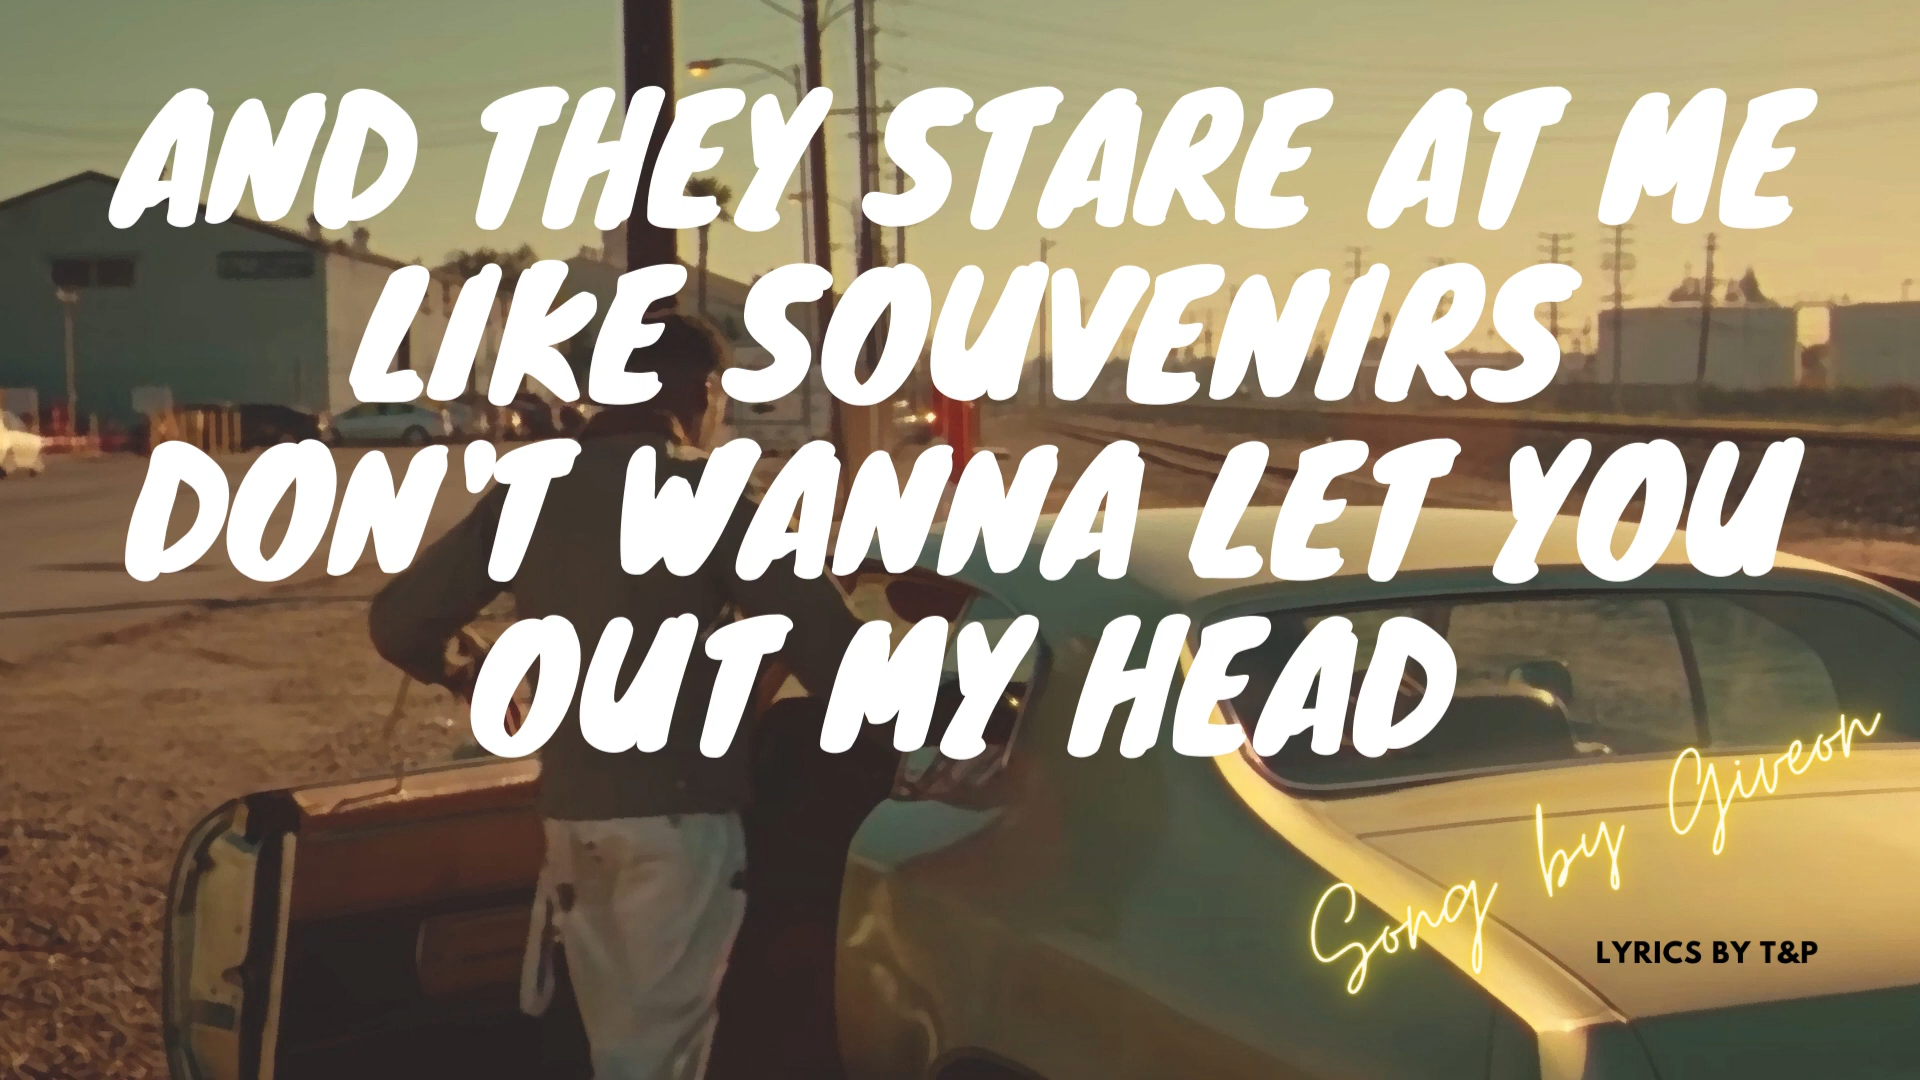 AND THEY STARE AT ME
LIKE SOUVENIRS
DON'T WANNA LET YOU
OUT MY HEAD
Song by Giveon
LYRICS BY T&P